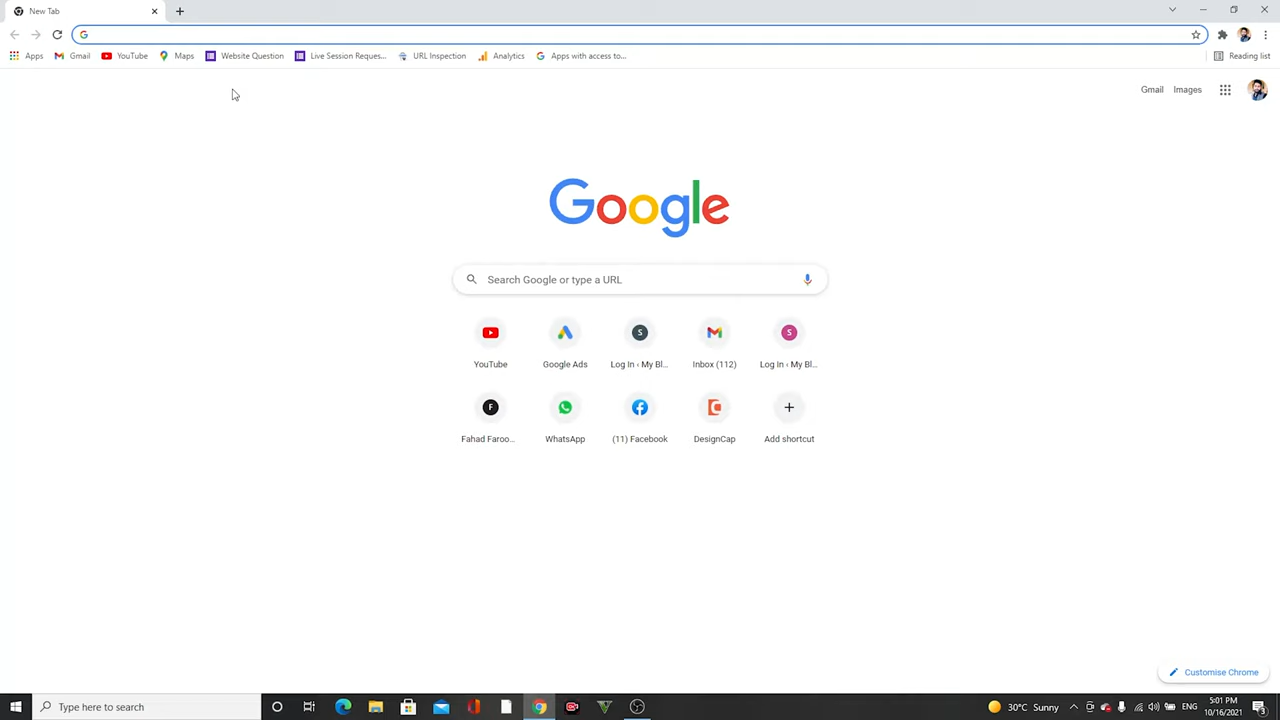 New Tab
Apps Gmail YouTube Maps Website Question Live Session Reques... URL Inspection Analytics Apps with access to... Reading list
Gmail Images
Google
Search Google or type a URL
S S
YouTube Google Ads Log In ‹ My Bl... Inbox (112) Log In ‹ My Bl...
F
Fahad Faroo... WhatsApp (11) Facebook DesignCap Add shortcut
Customise Chrome
Type here to search 30°C Sunny 5:01 PM
10/16/2021